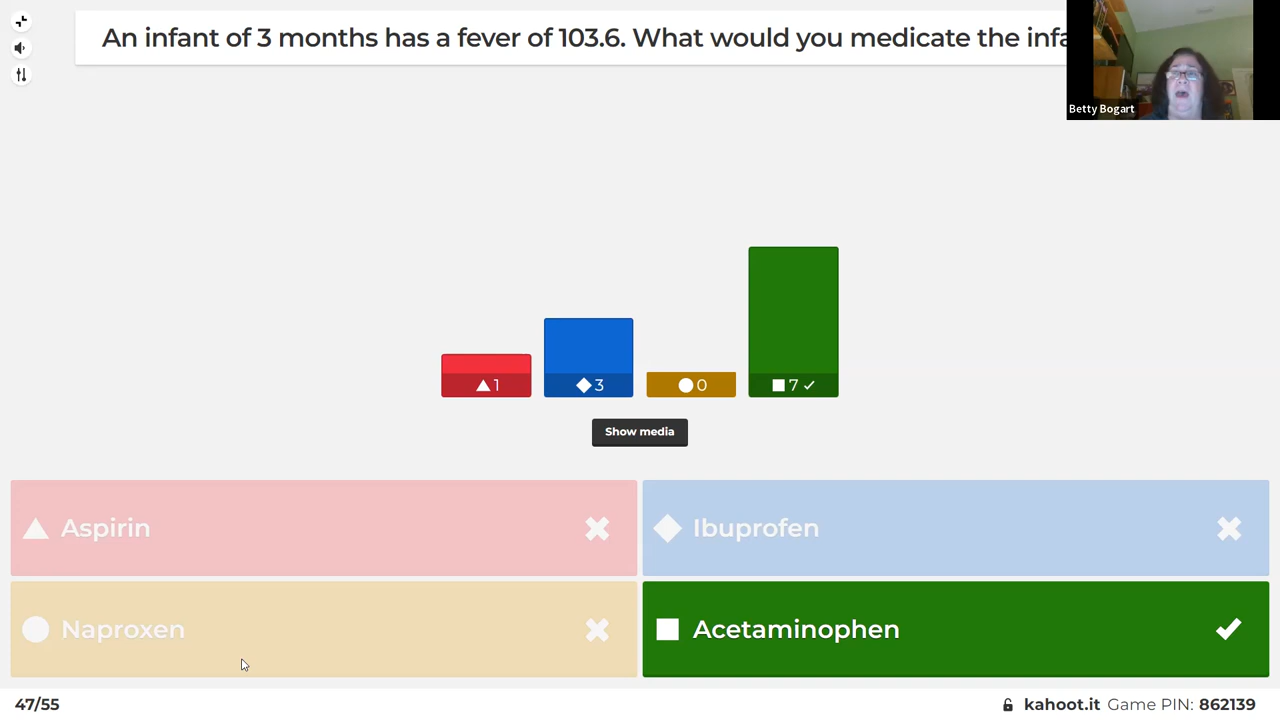 An infant of 3 months has a fever of 103.6. What would you medicate the
Betty Bogart
1
3
0
7
Show media
Aspirin
Ibuprofen
Naproxen
Acetaminophen
47/55
kahoot.it Game PIN: 862139